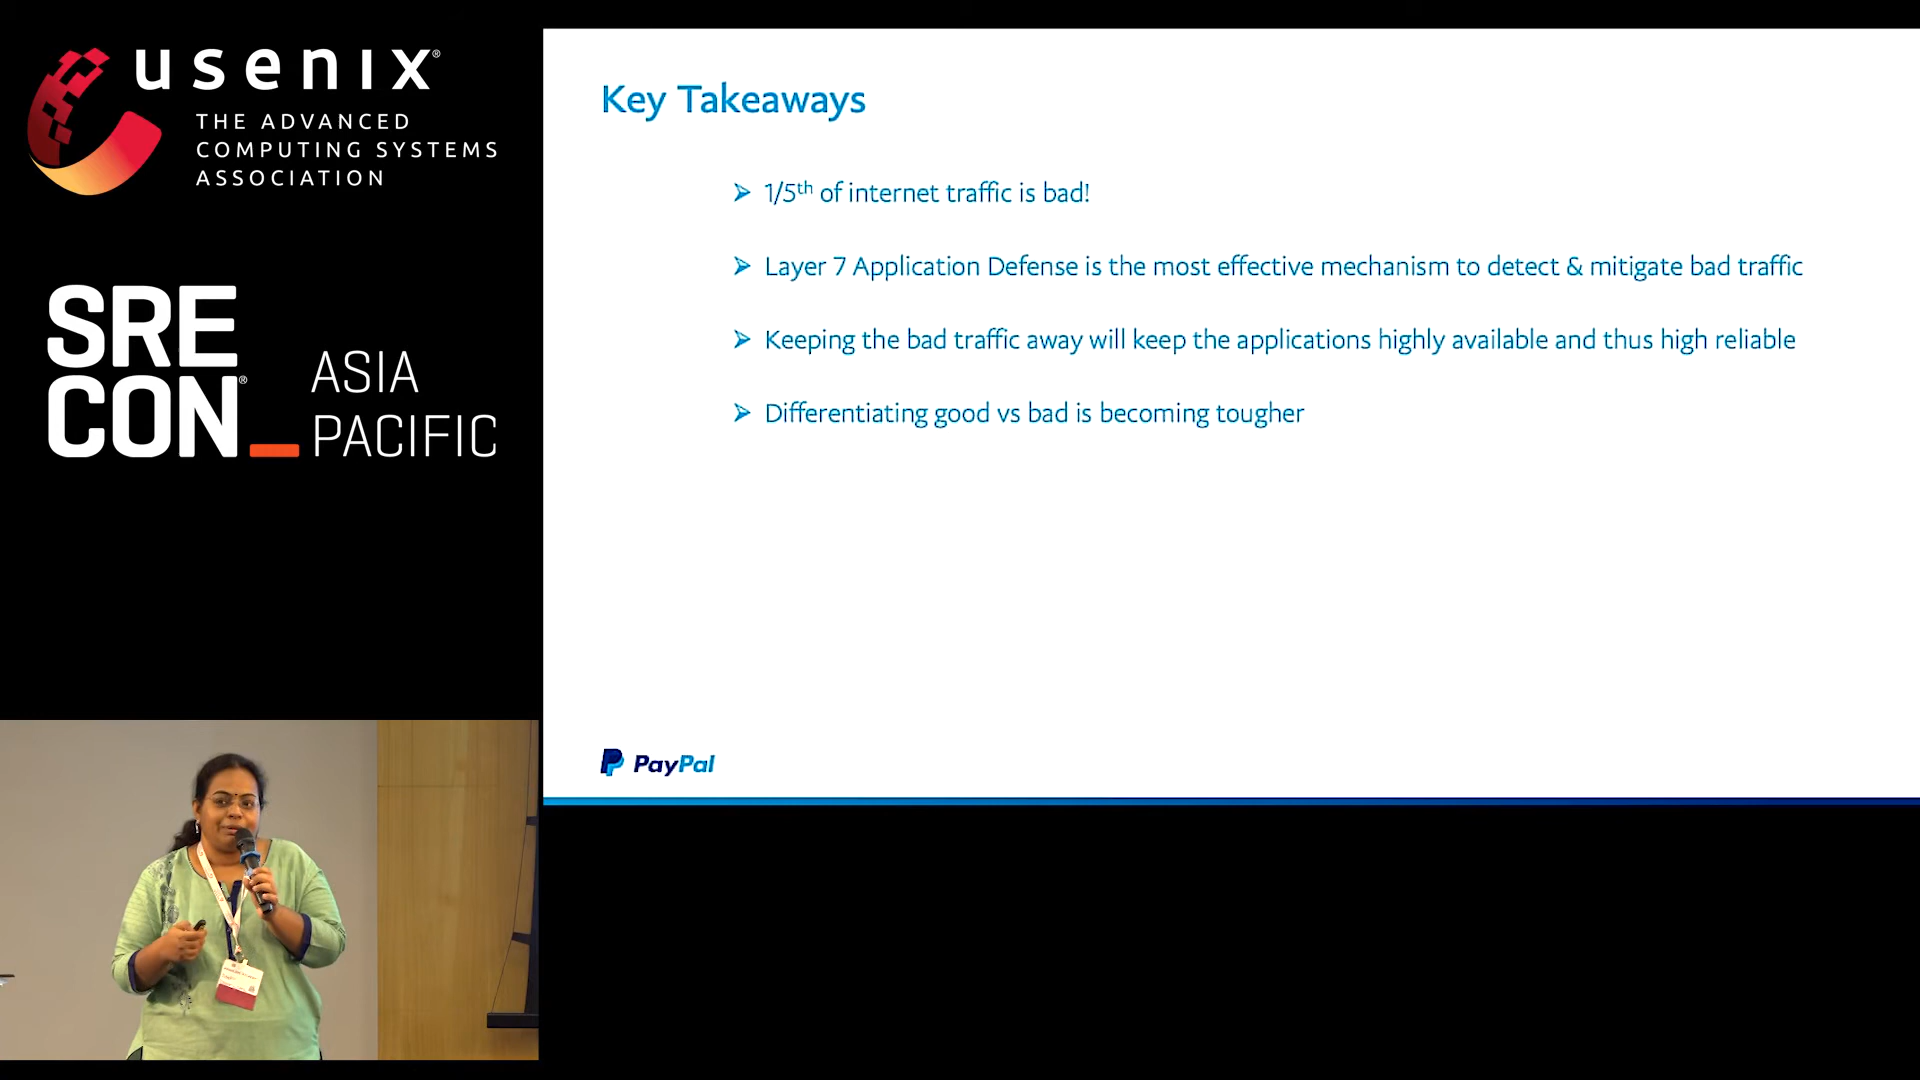 usenix®
THE ADVANCED
COMPUTING SYSTEMS
ASSOCIATION
SRE
CON®_
ASIA
PACIFIC
Key Takeaways
➢ 1/5th of internet traffic is bad!
➢ Layer 7 Application Defense is the most effective mechanism to detect & mitigate bad traffic
➢ Keeping the bad traffic away will keep the applications highly available and thus high reliable
➢ Differentiating good vs bad is becoming tougher
PayPal